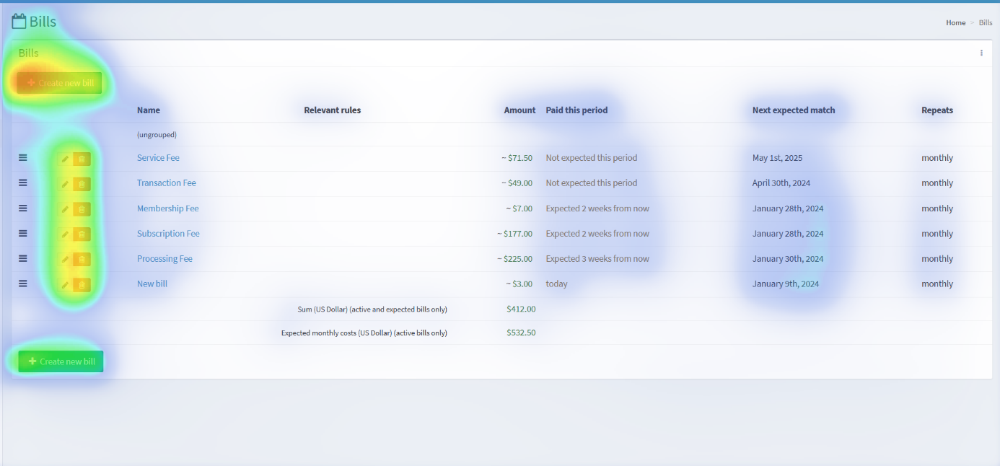 Bills
Home > Bills
Bills
Create new bill
Name Relevant rules Amount Paid this period Next expected match Repeats
(ungrouped)
Service Fee ~ $71.50 Not expected this period May 1st, 2025 monthly
Transaction Fee ~ $49.00 Not expected this period April 30th, 2024 monthly
Membership Fee ~ $7.00 Expected 2 weeks from now January 28th, 2024 monthly
Subscription Fee ~ $177.00 Expected 2 weeks from now January 28th, 2024 monthly
Processing Fee ~ $225.00 Expected 3 weeks from now January 30th, 2024 monthly
New bill ~ $3.00 today January 9th, 2024 monthly
Sum (US Dollar) (active and expected bills only) $412.00
Expected monthly costs (US Dollar) (active bills only) $532.50
Create new bill